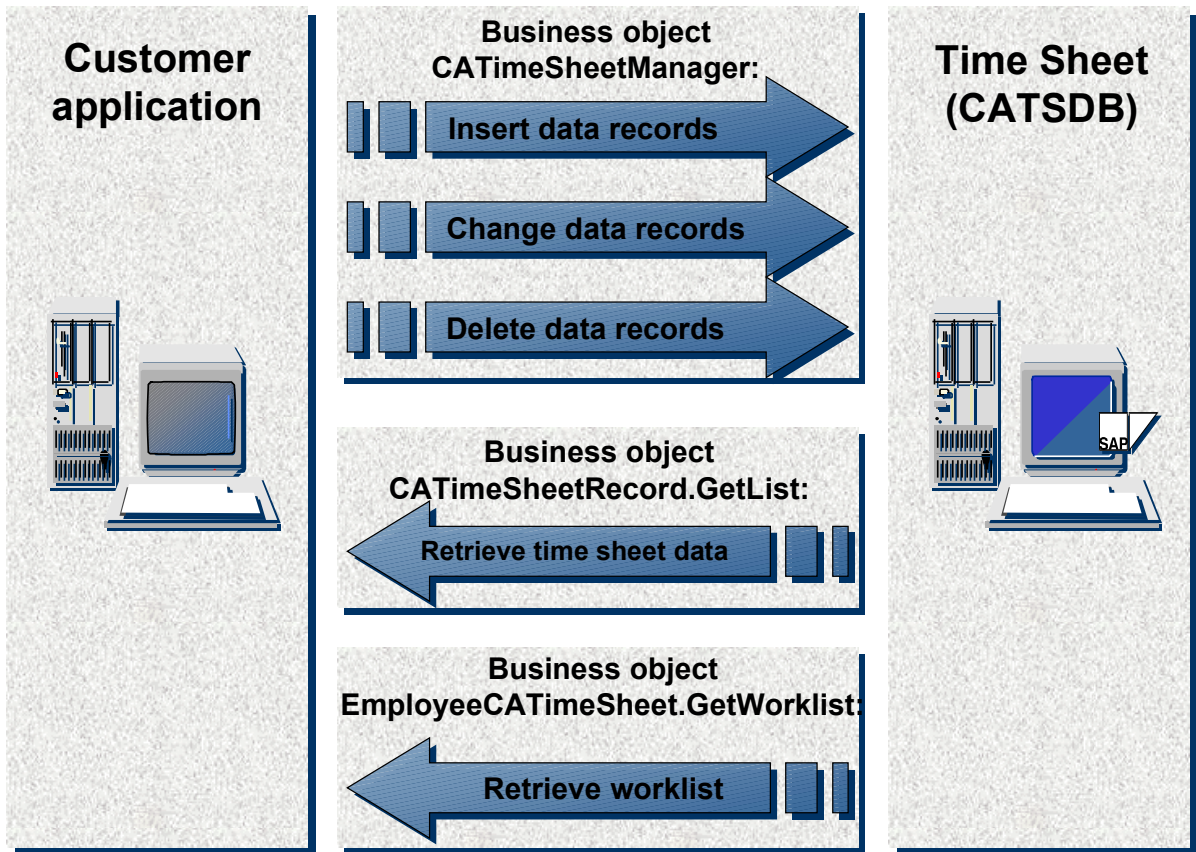 Customer
application
Business object
CATimeSheetManager:
Insert data records
Change data records
Delete data records
Business object
CATimeSheetRecord.GetList:
Retrieve time sheet data
Business object
EmployeeCATimeSheet.GetWorklist:
Retrieve worklist
Time Sheet
(CATSDB)
SAP